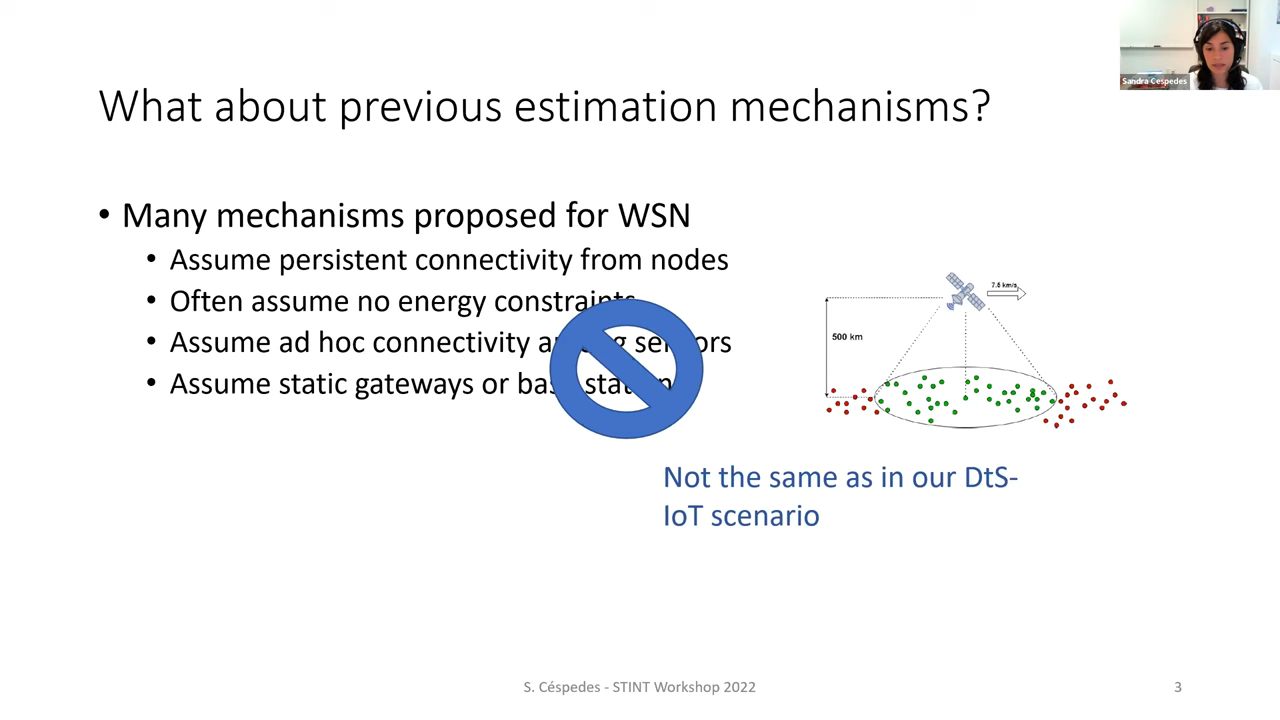 Sandra Céspedes
What about previous estimation mechanisms?
• Many mechanisms proposed for WSN
• Assume persistent connectivity from nodes
• Often assume no energy constraints
• Assume ad hoc connectivity among sensors
• Assume static gateways or base stations
7.5 km/s
500 km
Not the same as in our DtS-
IoT scenario
S. Céspedes - STINT Workshop 2022
3